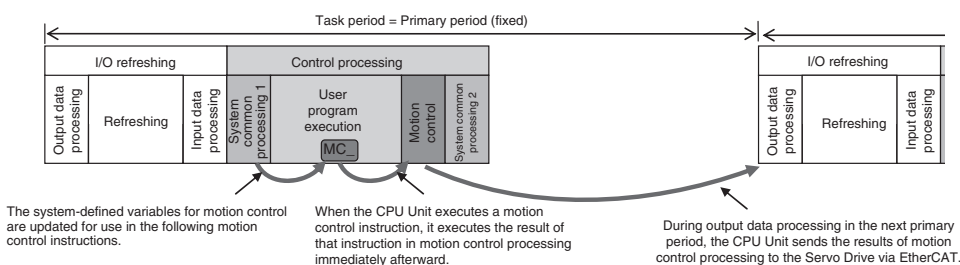 Task period = Primary period (fixed)
I/O refreshing
Control processing
I/O refreshing
Output data
processing
Refreshing
Input data
processing
System
common
processing 1
User
program
execution
MC_
Motion
control
System common
processing 2
Output data
processing
Refreshing
Input data
processing
The system-defined variables for motion control
are updated for use in the following motion
control instructions.
When the CPU Unit executes a motion
control instruction, it executes the result of
that instruction in motion control processing
immediately afterward.
During output data processing in the next primary
period, the CPU Unit sends the results of motion
control processing to the Servo Drive via EtherCAT.